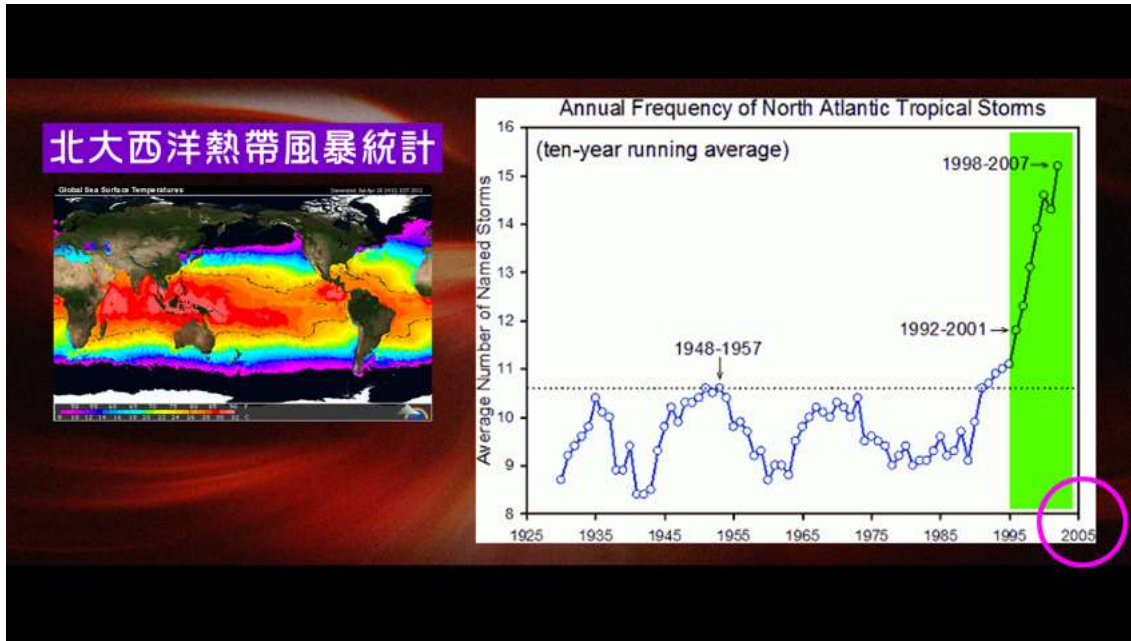 北大西洋熱帶風暴統計
Global Sea Surface Temperatures
Annual Frequency of North Atlantic Tropical Storms
(ten-year running average)
Average Number of Named Storms
16
15
14
13
12
11
10
9
8
1998-2007
1992-2001
1948-1957
1925 1935 1945 1955 1965 1975 1985 1995 2005